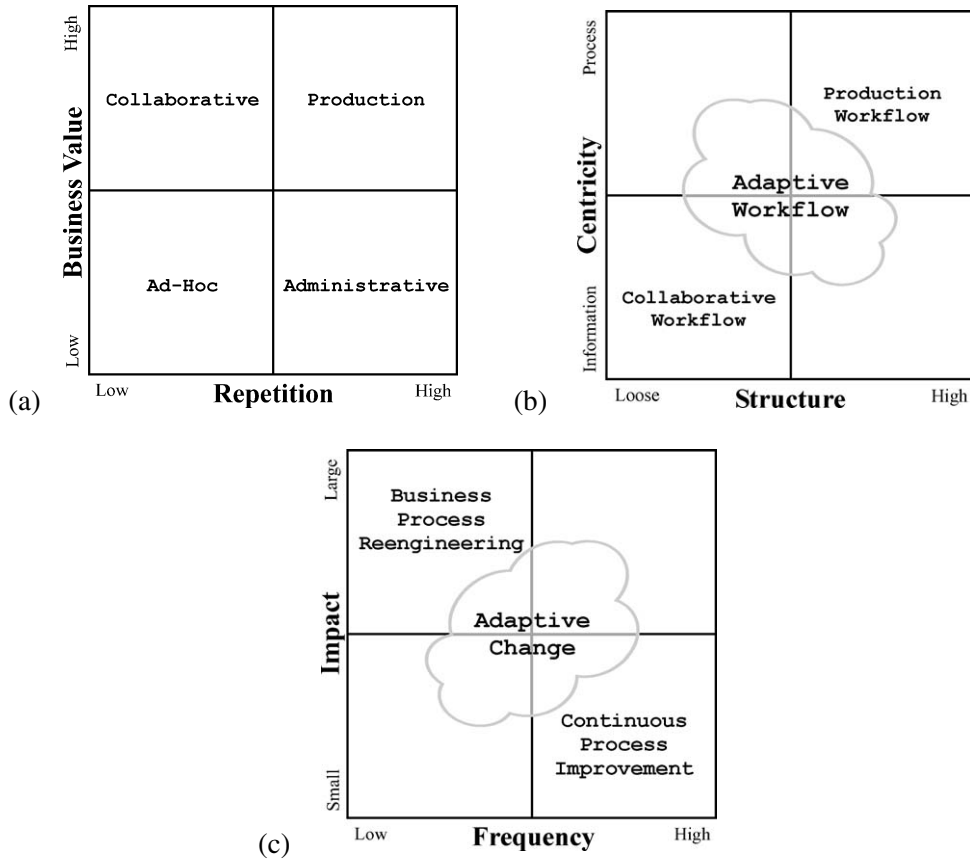 High
Business Value
Low
Collaborative
Production
Ad-Hoc
Administrative
Low
Repetition
High
(a)
Process
Centricity
Information
Production
Workflow
Adaptive
Workflow
Collaborative
Workflow
Loose
Structure
High
(b)
Large
Impact
Small
Business
Process
Reengineering
Adaptive
Change
Continuous
Process
Improvement
Low
Frequency
High
(c)